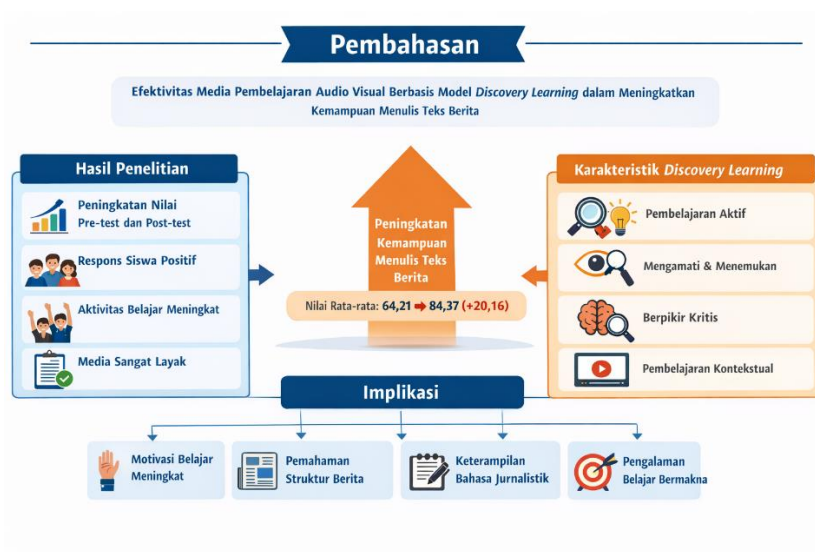 Pembahasan
Efektivitas Media Pembelajaran Audio Visual Berbasis Model Discovery Learning dalam Meningkatkan
Kemampuan Menulis Teks Berita
Hasil Penelitian
Peningkatan Nilai
Pre-test dan Post-test
Respons Siswa Positif
Aktivitas Belajar Meningkat
Media Sangat Layak
Peningkatan
Kemampuan
Menulis Teks
Berita
Nilai Rata-rata: 64,21 ➡ 84,37 (+20,16)
Karakteristik Discovery Learning
Pembelajaran Aktif
Mengamati & Menemukan
Berpikir Kritis
Pembelajaran Kontekstual
Implikasi
Motivasi Belajar
Meningkat
Pemahaman
Struktur Berita
Keterampilan
Bahasa Jurnalistik
Pengalaman
Belajar Bermakna